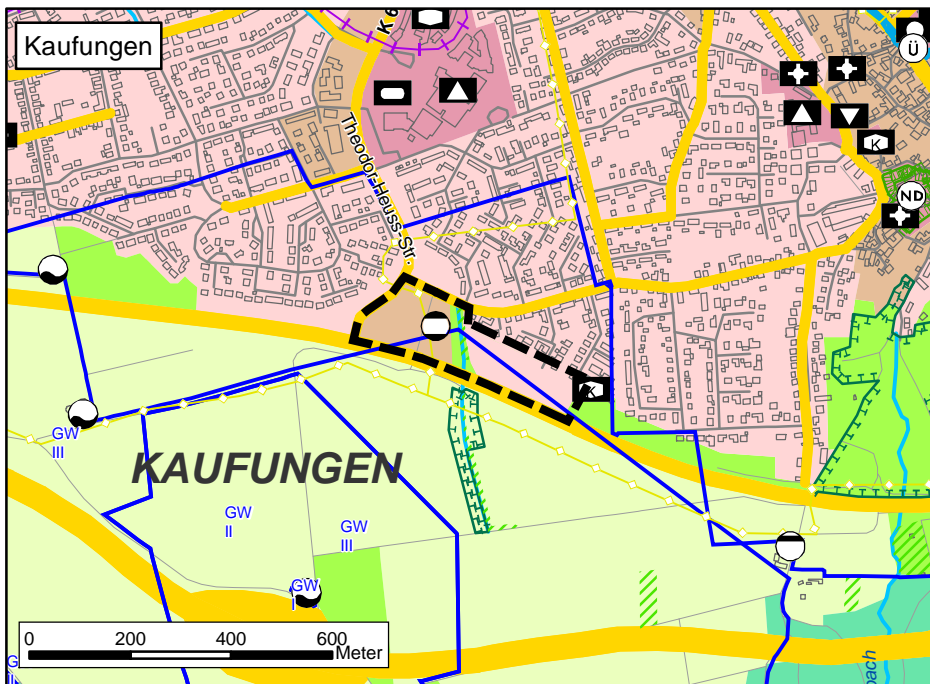 Kaufungen
K 6
Ü
Theodor-Heuss-Str.
K
ND
K
GW
III
KAUFUNGEN
GW
II
GW
III
GW
I
0 200 400 600
Meter
G
II
bach